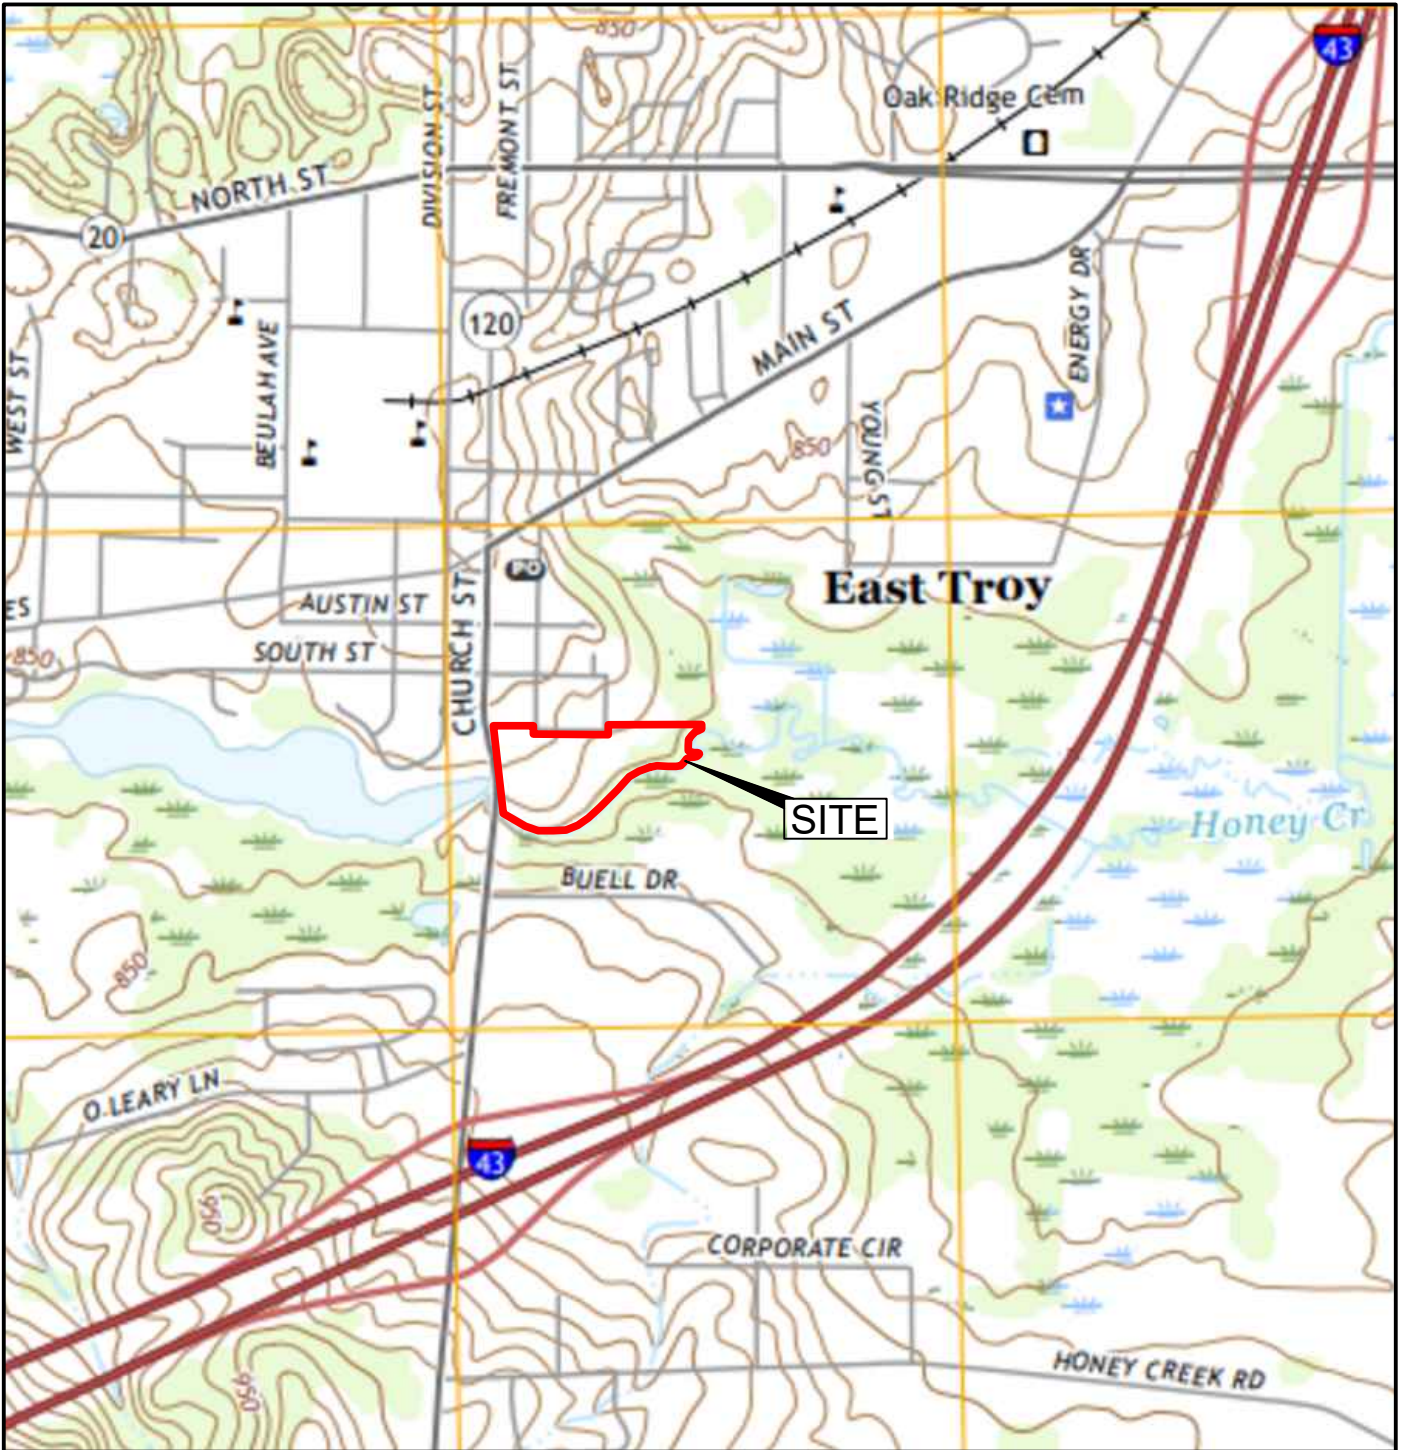 850
43
Oak Ridge Cem
DIVISION ST
FREMONT ST
NORTH ST
20
120
MAIN ST
ENERGY DR
WEST ST
BEULAH AVE
850
YOUNG ST
PO
East Troy
ES
AUSTIN ST
CHURCH ST
SOUTH ST
850
SITE
Honey Cr
BUELL DR
850
O LEARY LN
43
950
CORPORATE CIR
HONEY CREEK RD
950